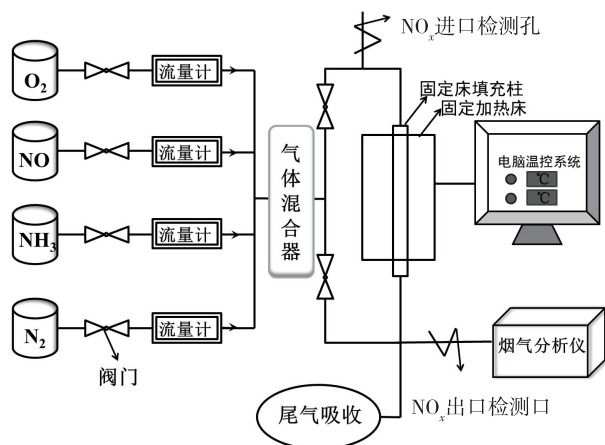 O₂
流量计
NO
流量计
NH₃
流量计
N₂
流量计
阀门
气体混合器
NOₓ进口检测孔
固定床填充柱
固定加热床
电脑温控系统
℃
℃
烟气分析仪
NOₓ出口检测口
尾气吸收